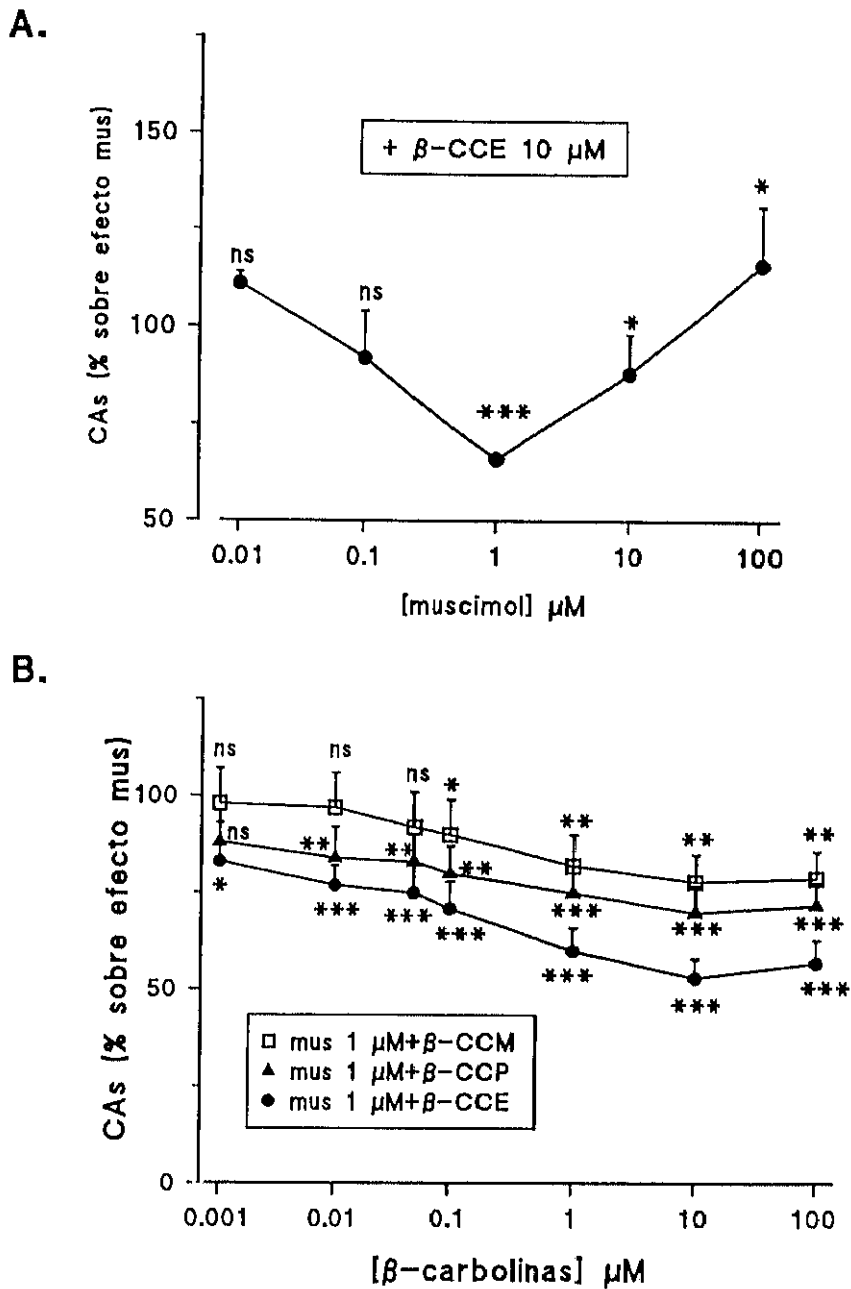 A.
CAs (% sobre efecto mus)
150
100
50
+ β-CCE 10 µM
ns
ns
***
*
*
0.01 0.1 1 10 100
[muscimol] µM
B.
CAs (% sobre efecto mus)
100
50
0
ns ns ns * ** ** **
ns ** ** ** *** *** ***
* *** *** *** *** *** ***
mus 1 µM+β-CCM
mus 1 µM+β-CCP
mus 1 µM+β-CCE
0.001 0.01 0.1 1 10 100
[β-carbolinas] µM